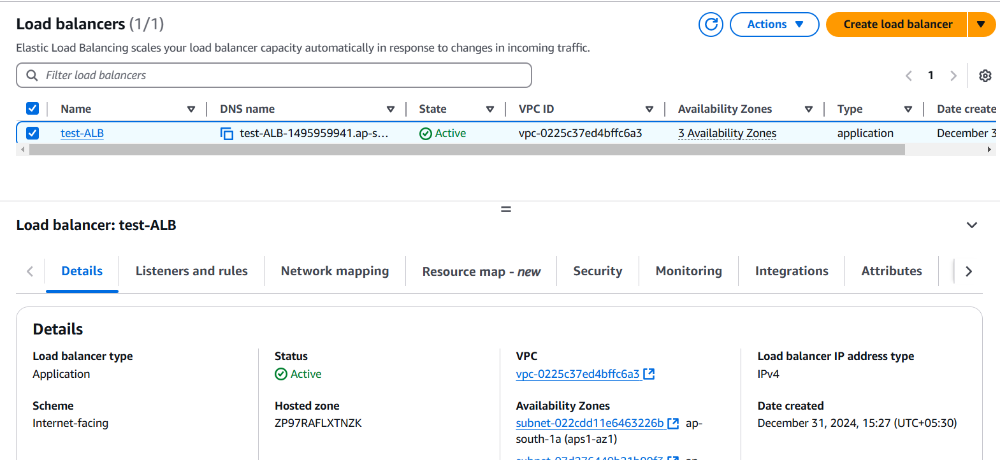 Load balancers (1/1)
Actions
Create load balancer
Elastic Load Balancing scales your load balancer capacity automatically in response to changes in incoming traffic.
Filter load balancers
1
Name DNS name State VPC ID Availability Zones Type Date create
test-ALB test-ALB-1495959941.ap-s... Active vpc-0225c37ed4bffc6a3 3 Availability Zones application December 3
Load balancer: test-ALB
Details Listeners and rules Network mapping Resource map - new Security Monitoring Integrations Attributes
Details
Load balancer type
Application
Scheme
Internet-facing
Status
Active
Hosted zone
ZP97RAFLXTNZK
VPC
vpc-0225c37ed4bffc6a3
Availability Zones
subnet-022cdd11e6463226b ap-
south-1a (aps1-az1)
Load balancer IP address type
IPv4
Date created
December 31, 2024, 15:27 (UTC+05:30)